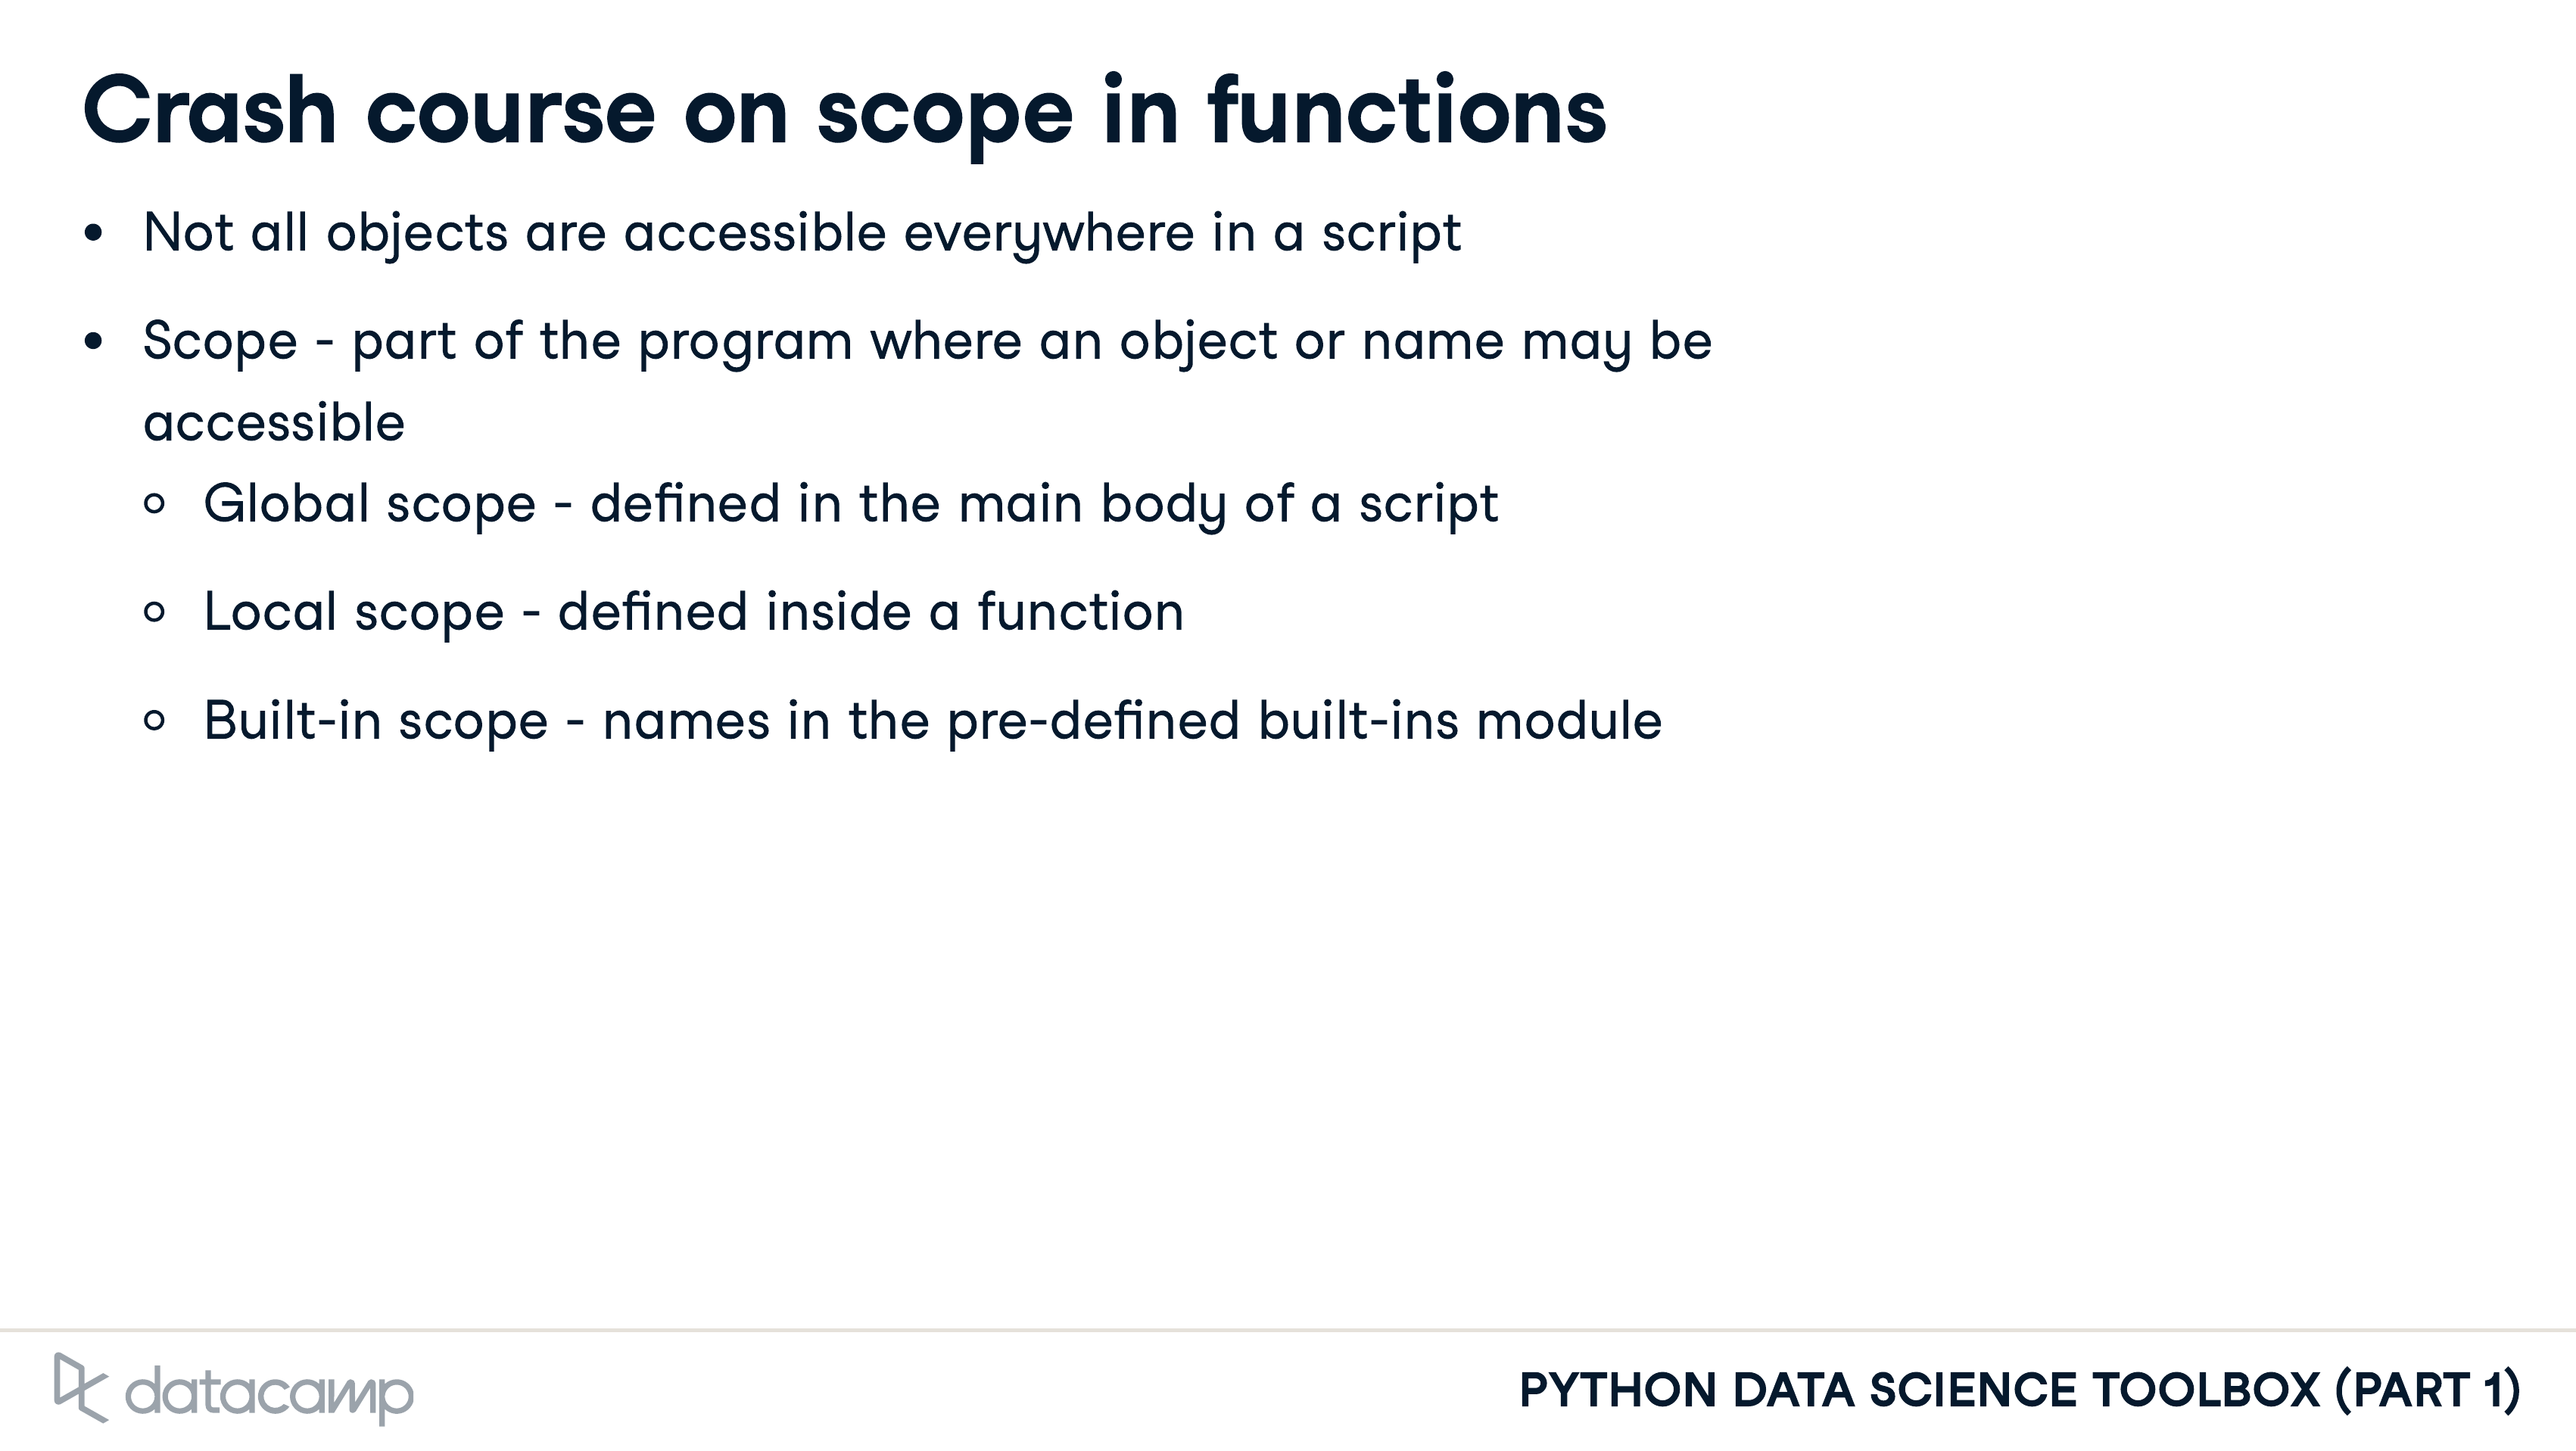 Crash course on scope in functions
• Not all objects are accessible everywhere in a script
• Scope - part of the program where an object or name may be
accessible
○ Global scope - defined in the main body of a script
○ Local scope - defined inside a function
○ Built-in scope - names in the pre-defined built-ins module
datacamp
PYTHON DATA SCIENCE TOOLBOX (PART 1)